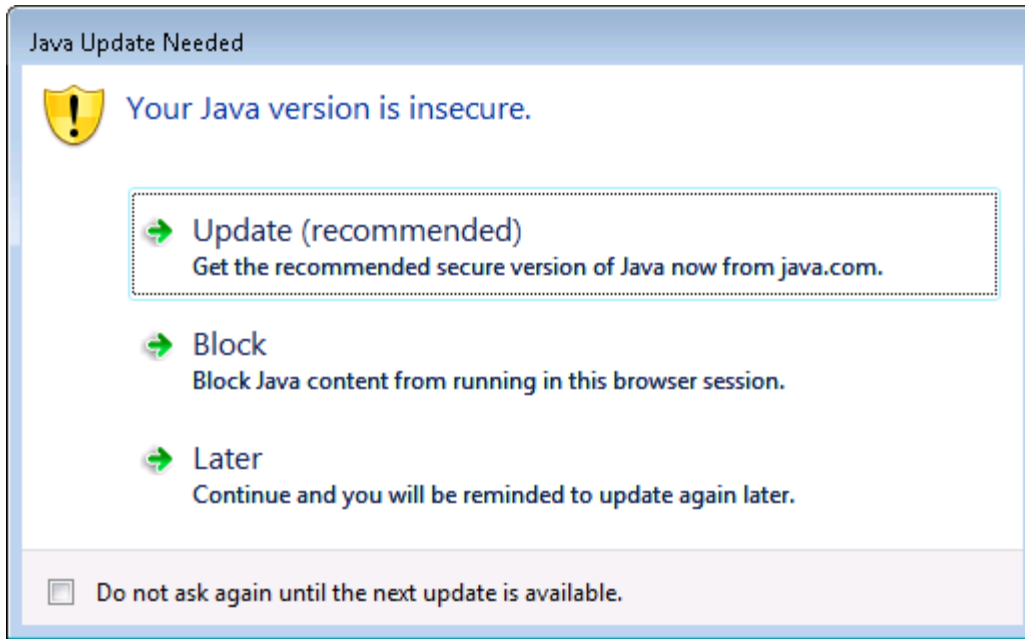 Java Update Needed
Your Java version is insecure.
Update (recommended)
Get the recommended secure version of Java now from java.com.
Block
Block Java content from running in this browser session.
Later
Continue and you will be reminded to update again later.
Do not ask again until the next update is available.